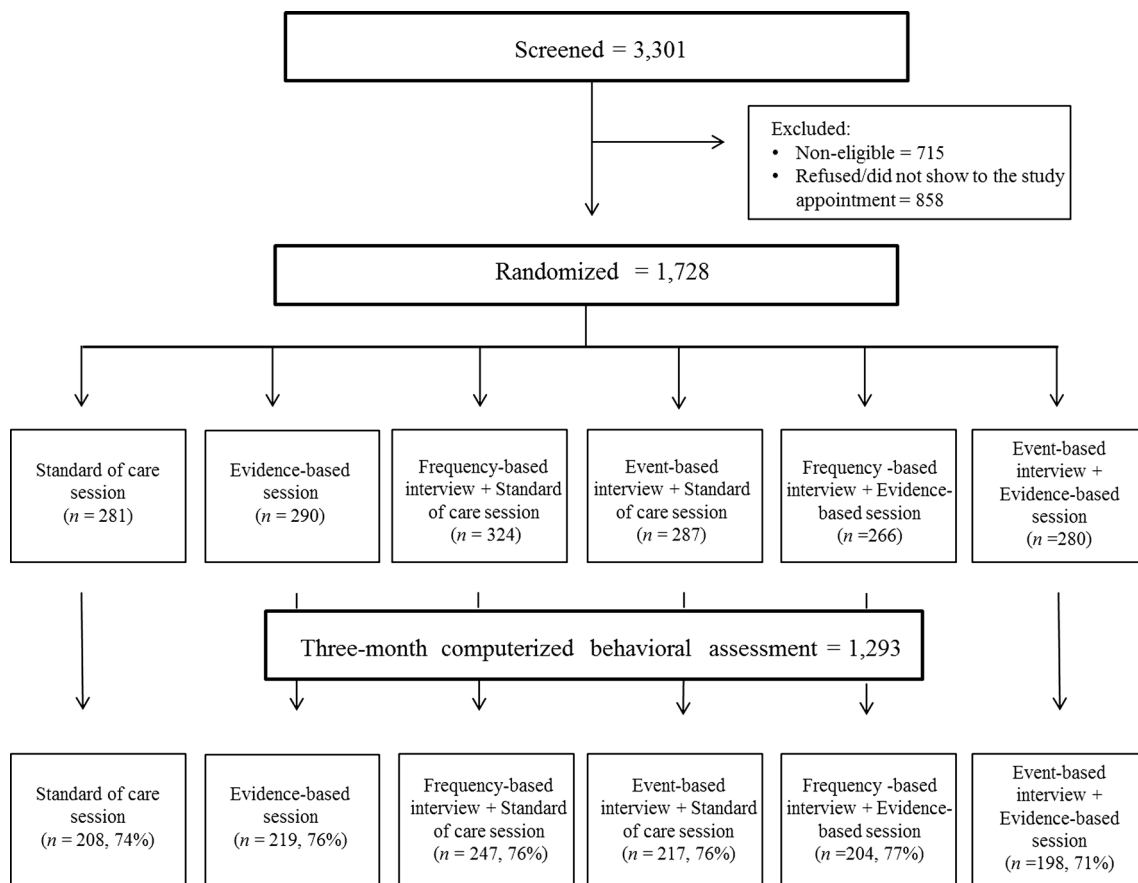 Screened = 3,301
Excluded:
• Non-eligible = 715
• Refused/did not show to the study
appointment = 858
Randomized = 1,728
Standard of care
session
(n = 281)
Evidence-based
session
(n = 290)
Frequency-based
interview + Standard
of care session)
(n = 324)
Event-based
interview + Standard
of care session)
(n = 287)
Frequency -based
interview + Evidence-
based session)
(n =266)
Event-based
interview +
Evidence-based
session)
(n =280)
Three-month computerized behavioral assessment = 1,293
Standard of care
session)
(n = 208, 74%)
Evidence-based
session)
(n = 219, 76%)
Frequency-based
interview + Standard
of care session)
(n = 247, 76%)
Event-based
interview + Standard
of care session)
(n = 217, 76%)
Frequency -based
interview + Evidence-
based session)
(n =204, 77%)
Event-based
interview +
Evidence-based
session)
(n =198, 71%)